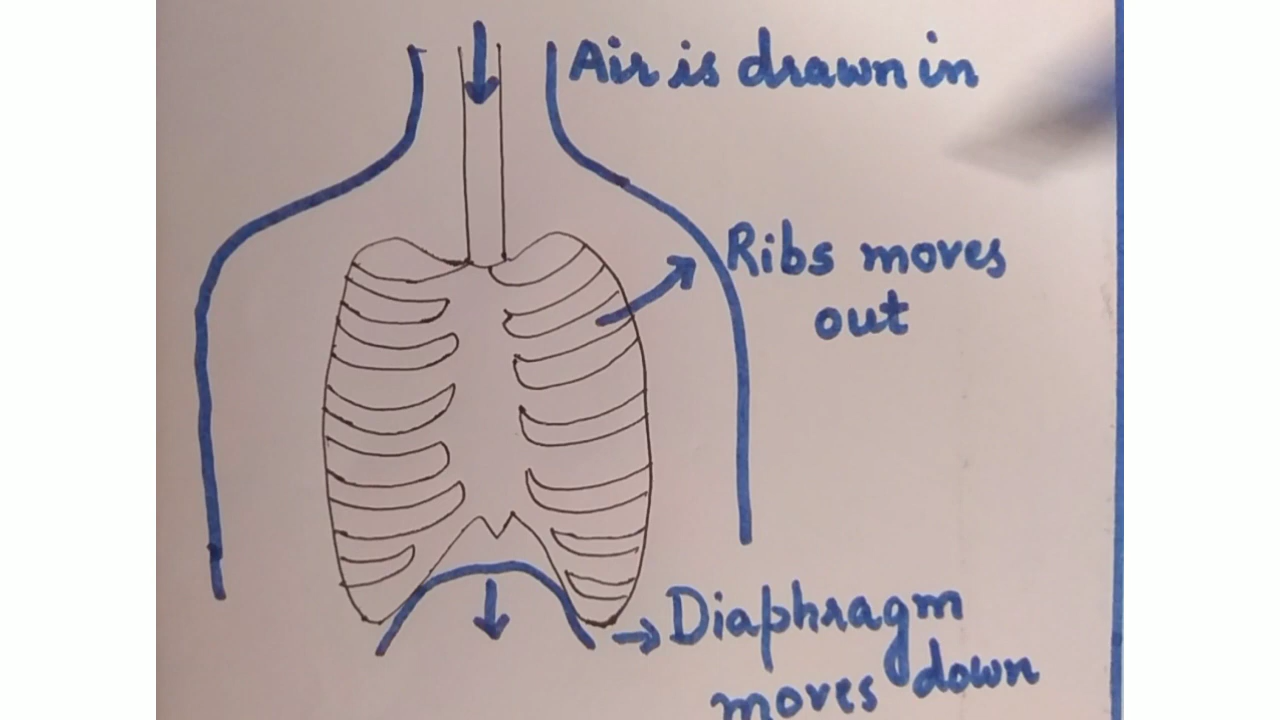 Air is drawn in
Ribs moves
out
Diaphragm
moves down